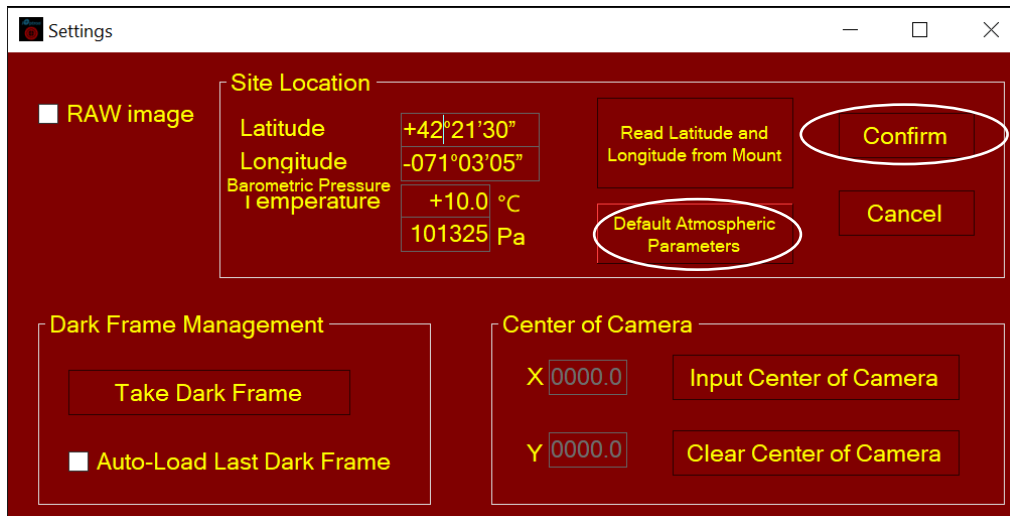 Settings
RAW image
Site Location
Latitude +42°21'30”
Longitude -071°03'05”
Barometric Pressure
Temperature +10.0 °C
101325 Pa
Read Latitude and
Longitude from Mount
Default Atmospheric
Parameters
Confirm
Cancel
Dark Frame Management
Take Dark Frame
Auto-Load Last Dark Frame
Center of Camera
X 0000.0
Input Center of Camera
Y 0000.0
Clear Center of Camera